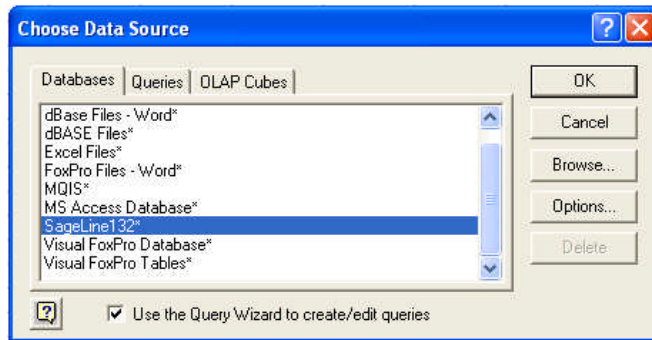 Choose Data Source
Databases
Queries
OLAP Cubes
dBase Files - Word*
dBASE Files*
Excel Files*
FoxPro Files - Word*
MQIS*
MS Access Database*
SageLine132*
Visual FoxPro Database*
Visual FoxPro Tables*
OK
Cancel
Browse...
Options...
Delete
Use the Query Wizard to create/edit queries